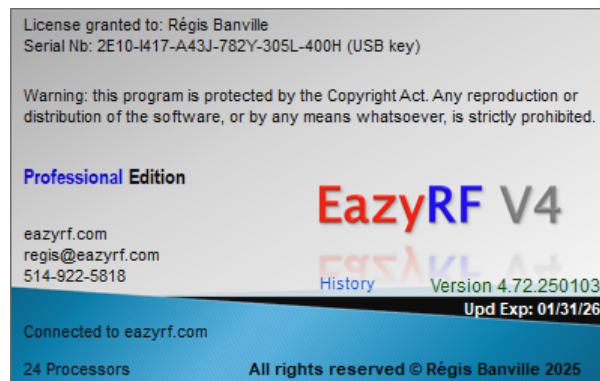 License granted to: Régis Banville
Serial Nb: 2E10-I417-A43J-782Y-305L-400H (USB key)
Warning: this program is protected by the Copyright Act. Any reproduction or
distribution of the software, or by any means whatsoever, is strictly prohibited.
Professional Edition
EazyRF V4
eazyrf.com
regis@eazyrf.com
514-922-5818
History
Version 4.72.250103
Upd Exp: 01/31/26
Connected to eazyrf.com
24 Processors
All rights reserved © Régis Banville 2025